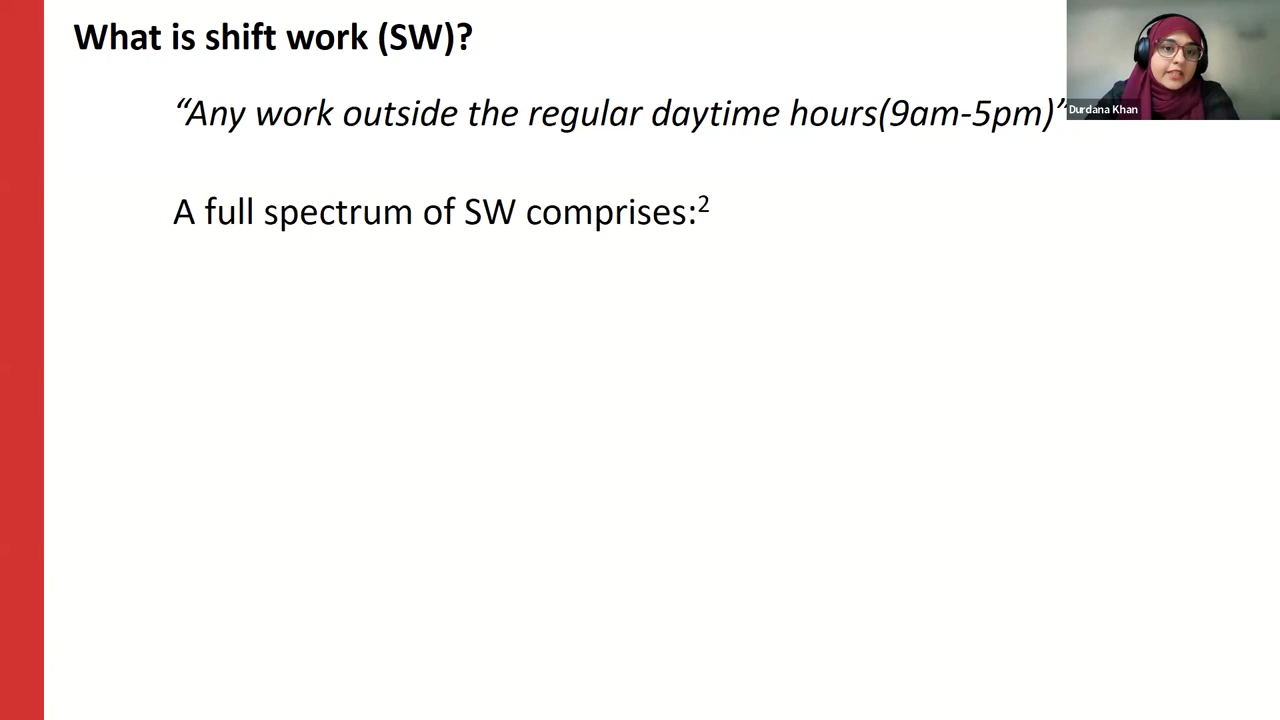 What is shift work (SW)?
“Any work outside the regular daytime hours(9am-5pm)”
Durdana Khan
A full spectrum of SW comprises:²